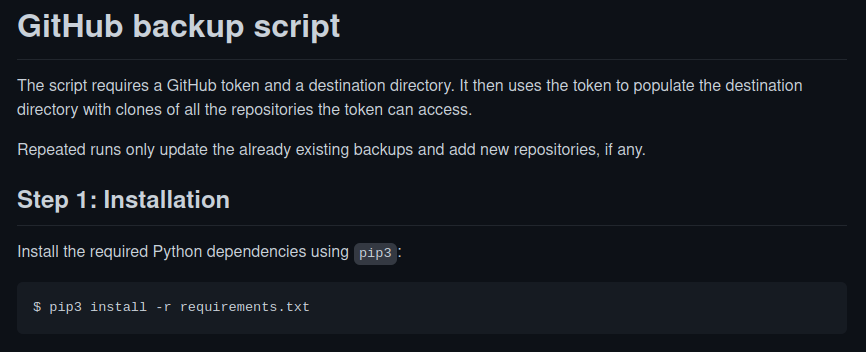 GitHub backup script
The script requires a GitHub token and a destination directory. It then uses the token to populate the destination
directory with clones of all the repositories the token can access.
Repeated runs only update the already existing backups and add new repositories, if any.
Step 1: Installation
Install the required Python dependencies using pip3:
$ pip3 install -r requirements.txt